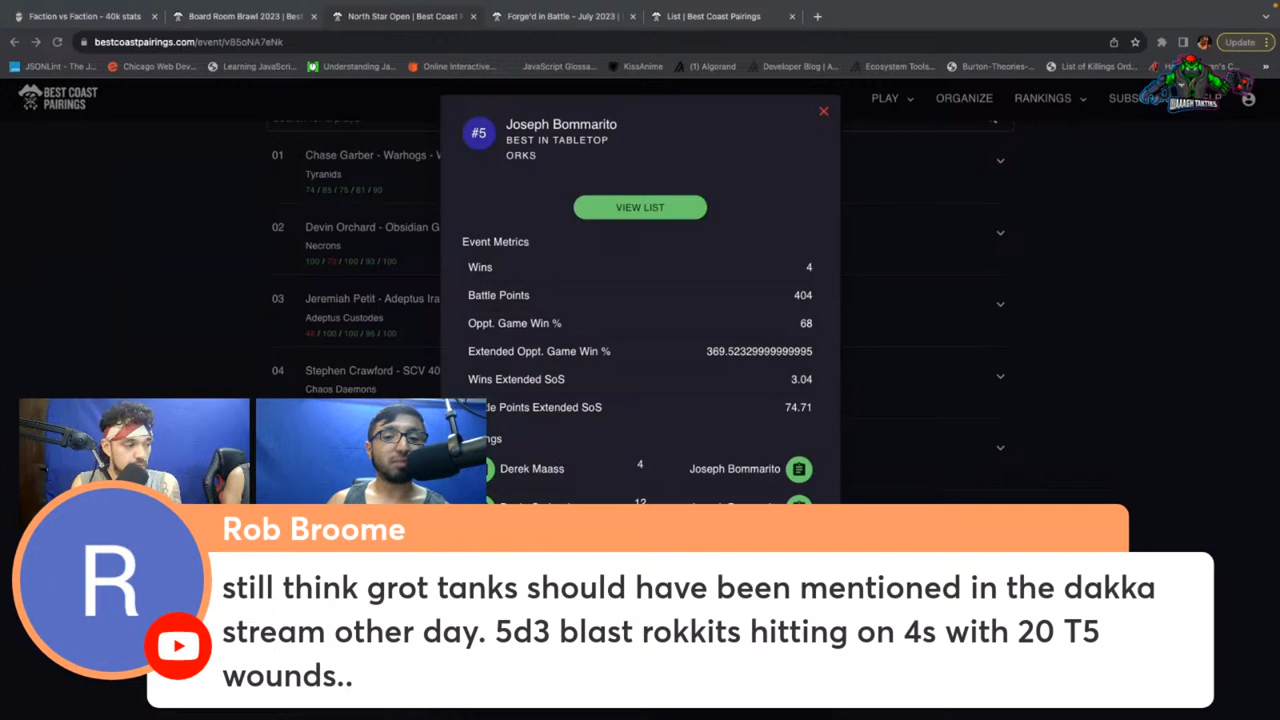 Faction vs Faction - 40k stats
Board Room Brawl 2023 | Best
North Star Open | Best Coast
Forge'd in Battle - July 2023 |
List | Best Coast Pairings
bestcoastpairings.com/event/v85oNA7eNk
Update
JSONLint - The J...
Chicago Web Dev...
Learning JavaScri...
Understanding Ja...
Online Interactive...
JavaScript Glossa...
KissAnime
(1) Algorand
Developer Blog | A...
Ecosystem Tools...
Burton-Theories-...
List of Killings Ord...
BEST COAST
PAIRINGS
PLAY
ORGANIZE
RANKINGS
WAAAGH TAKTIKS
01 Chase Garber - Warhogs - W
Tyranids
74 / 85 / 75 / 81 / 90
02 Devin Orchard - Obsidian G
Necrons
100 / 73 / 100 / 93 / 100
03 Jeremiah Petit - Adeptus Ira
Adeptus Custodes
48 / 100 / 100 / 96 / 100
04 Stephen Crawford - SCV 40
Chaos Daemons
#5
Joseph Bommarito
BEST IN TABLETOP
ORKS
VIEW LIST
Event Metrics
Wins 4
Battle Points 404
Oppt. Game Win % 68
Extended Oppt. Game Win % 369.52329999999995
Wins Extended SoS 3.04
Points Extended SoS 74.71
Derek Maass 4 Joseph Bommarito
R
Rob Broome
still think grot tanks should have been mentioned in the dakka
stream other day. 5d3 blast rokkits hitting on 4s with 20 T5
wounds..